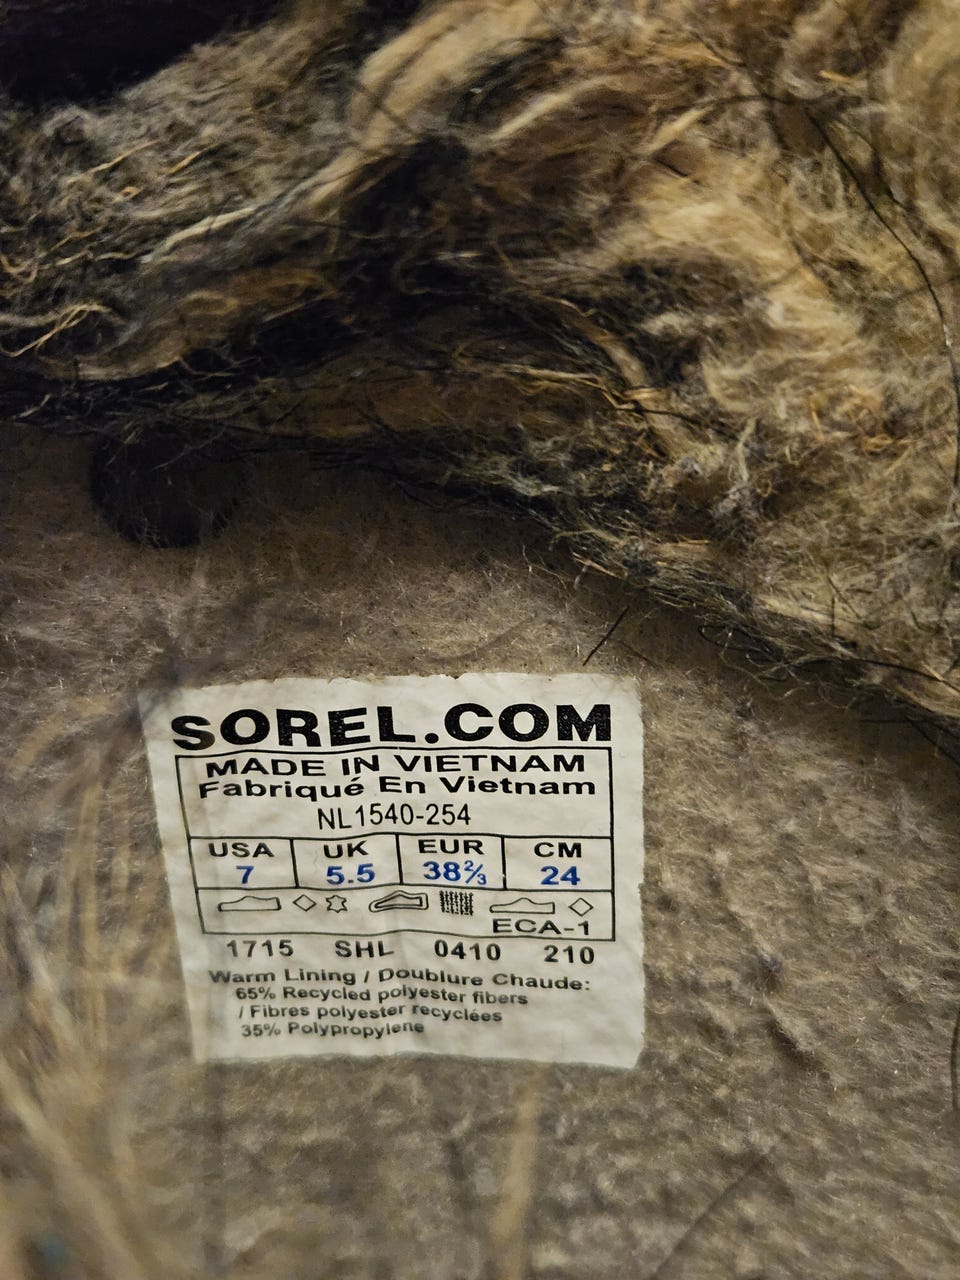 SOREL.COM
MADE IN VIETNAM
Fabriqué En Vietnam
NL1540-254
USA UK EUR CM
7 5.5 38⅔ 24
ECA-1
1715 SHL 0410 210
Warm Lining / Doublure Chaude:
65% Recycled polyester fibers
/ Fibres polyester recyclées
35% Polypropylene